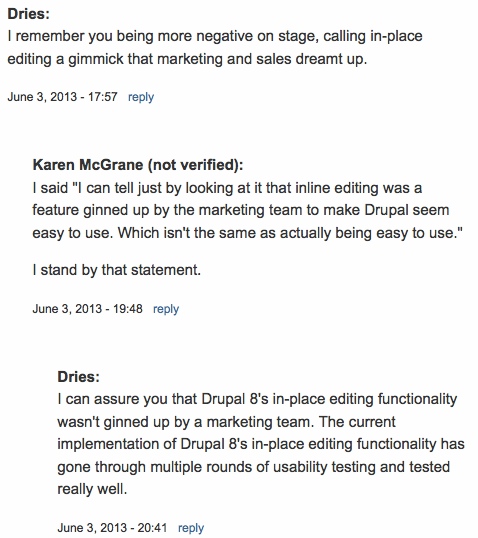 Dries:
I remember you being more negative on stage, calling in-place
editing a gimmick that marketing and sales dreamt up.
June 3, 2013 - 17:57 reply
Karen McGrane (not verified):
I said "I can tell just by looking at it that inline editing was a
feature ginned up by the marketing team to make Drupal seem
easy to use. Which isn't the same as actually being easy to use."
I stand by that statement.
June 3, 2013 - 19:48 reply
Dries:
I can assure you that Drupal 8's in-place editing functionality
wasn't ginned up by a marketing team. The current
implementation of Drupal 8's in-place editing functionality has
gone through multiple rounds of usability testing and tested
really well.
June 3, 2013 - 20:41 reply